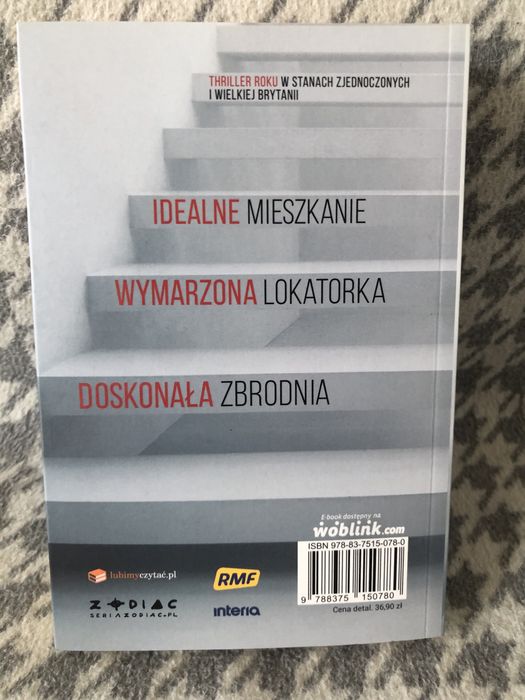 THRILLER ROKU W STANACH ZJEDNOCZONYCH
I WIELKIEJ BRYTANII
IDEALNE MIESZKANIE
WYMARZONA LOKATORKA
DOSKONAŁA ZBRODNIA
E-book dostępny na
woblink.com
ISBN 978-83-7515-078-0
9 788375 150780
Cena detal. 36,90 zł
lubimyczytać.pl
RMF
ZODIAC
SERIAZODIAC.PL
interia